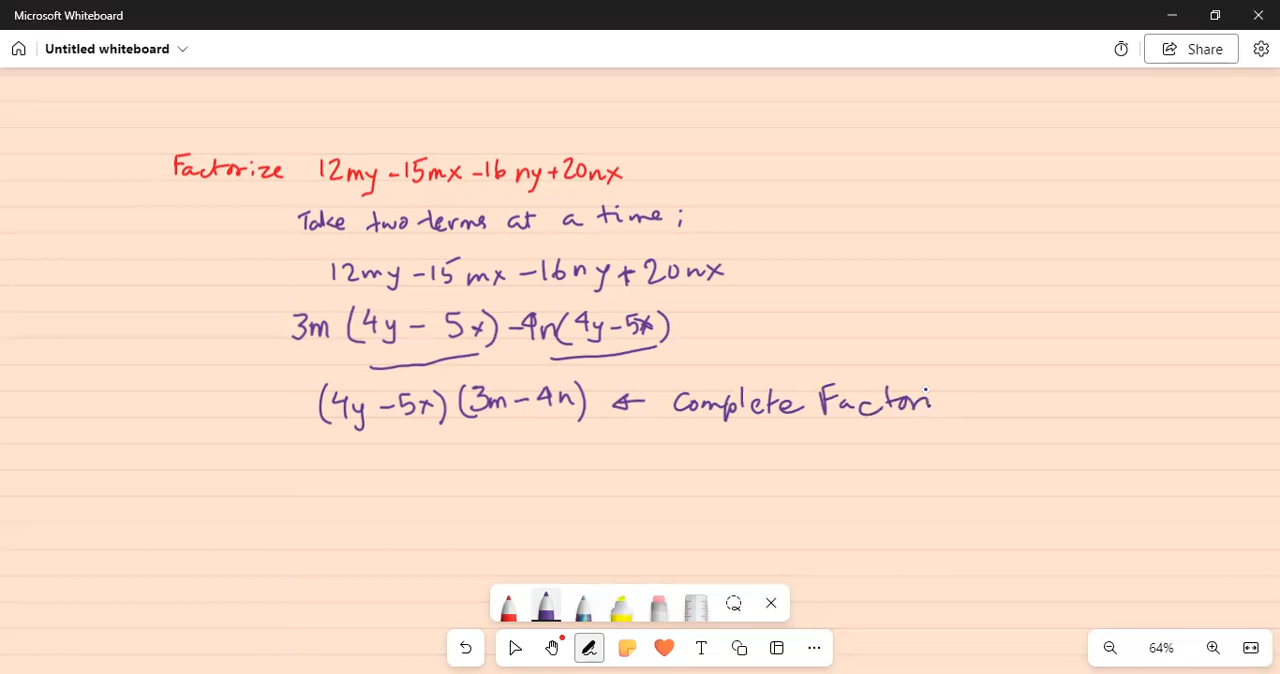 Microsoft Whiteboard
Untitled whiteboard
Share
Factorize 12my -15mx -16ny+20nx
Take two terms at a time;
12my -15mx -16ny+20nx
3m (4y - 5x) -4n(4y-5x)
(4y -5x) (3m -4n) ← Complete Factori
64%